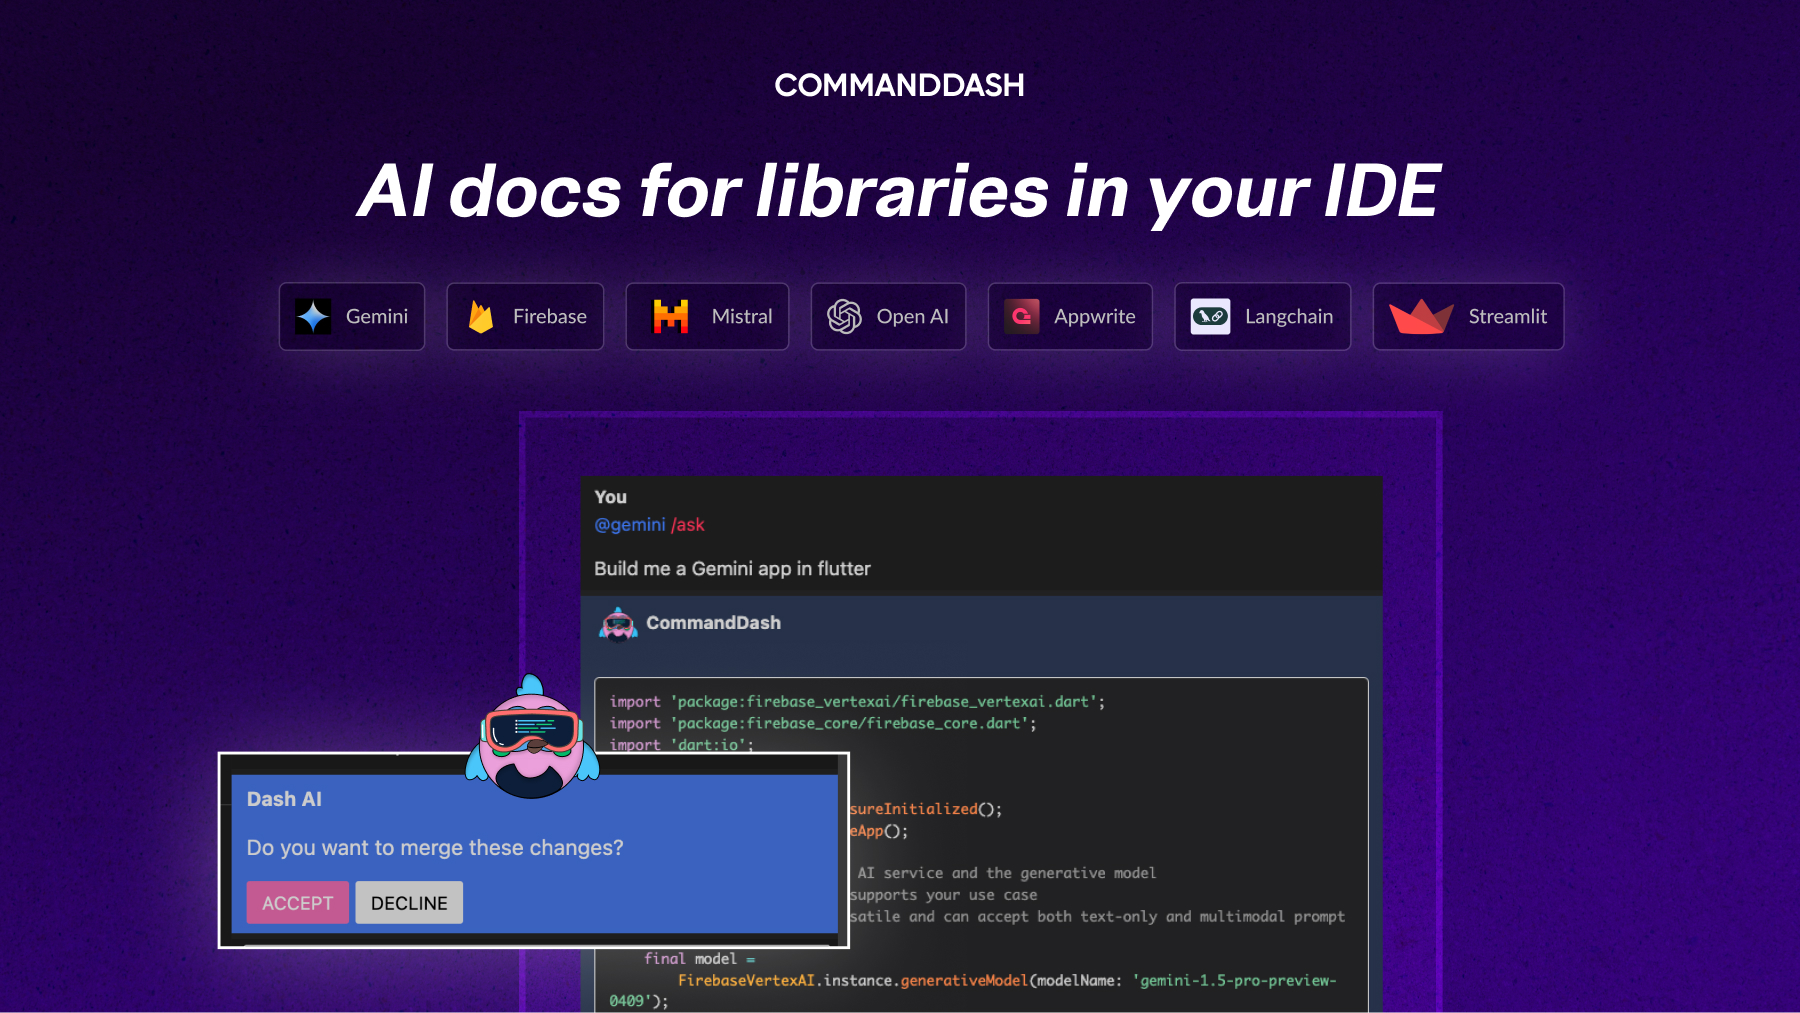 COMMANDDASH
AI docs for libraries in your IDE
Gemini
Firebase
Mistral
Open AI
Appwrite
Langchain
Streamlit
You
@gemini /ask
Build me a Gemini app in flutter
CommandDash
import 'package:firebase_vertexai/firebase_vertexai.dart';
import 'package:firebase_core/firebase_core.dart';
import 'dart:io';
sureInitialized();
eApp();
AI service and the generative model
supports your use case
satile and can accept both text-only and multimodal prompt
final model =
FirebaseVertexAI.instance.generativeModel(modelName: 'gemini-1.5-pro-preview-
0409');
Dash AI
Do you want to merge these changes?
ACCEPT
DECLINE